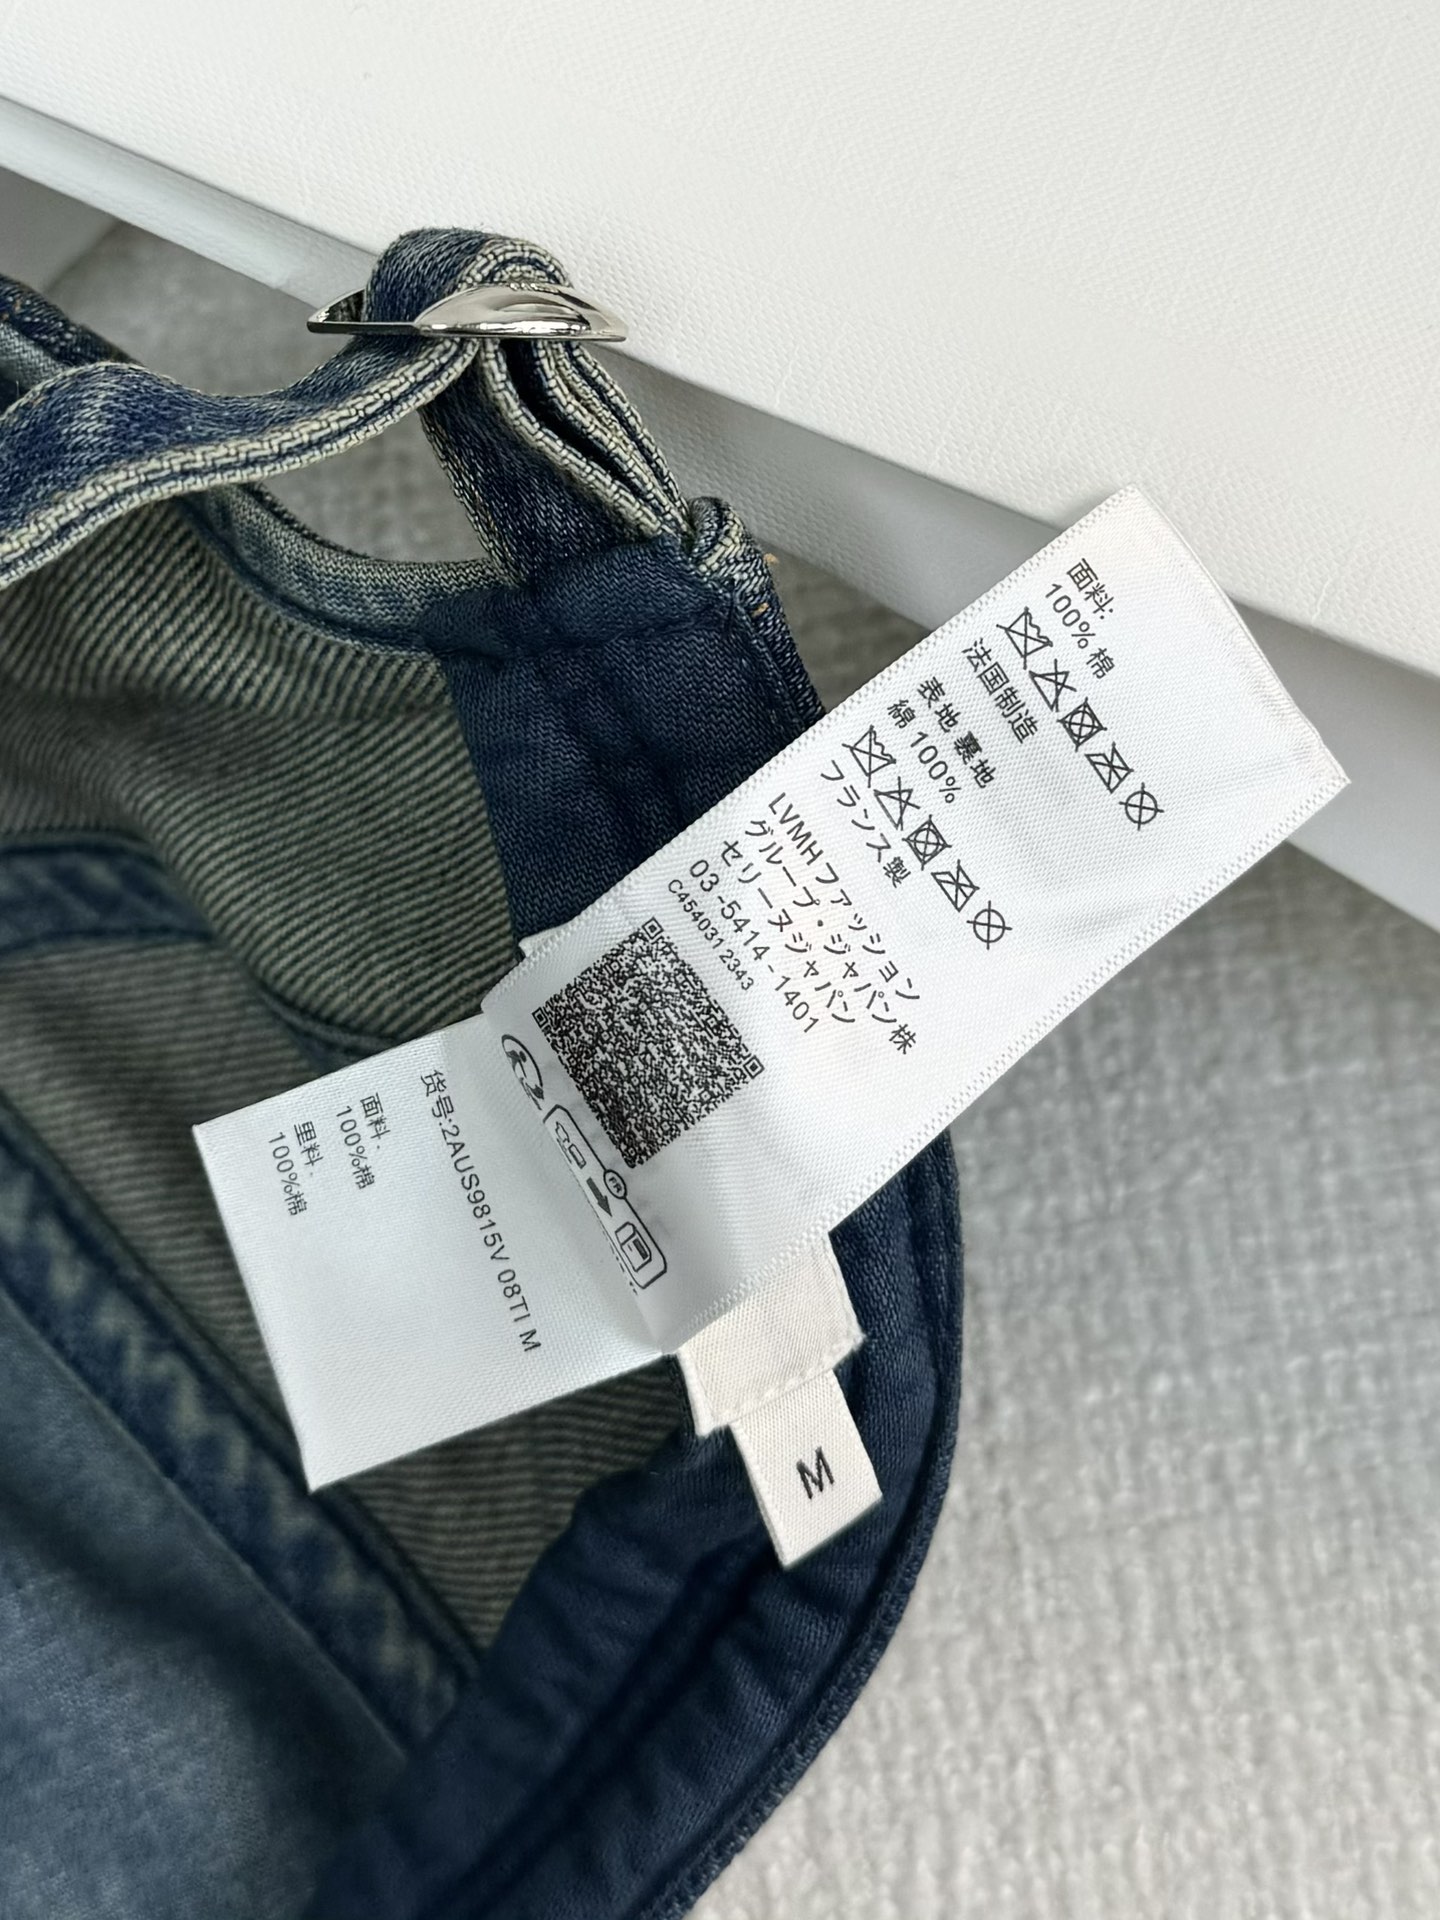 面料:
100% 棉
法国制造
表地 裏地
綿 100%
フランス製
LVMHファッション
グループ・ジャパン株
セリーヌジャパン
03-5414-1401
C4540312343
FR
货号:2AUS9815V 08TI M
面料:
100%棉
里料:
100%棉
M